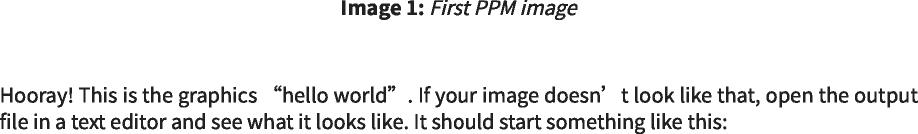 Image 1: First PPM image
Hooray! This is the graphics “hello world”. If your image doesn’t look like that, open the output
file in a text editor and see what it looks like. It should start something like this: